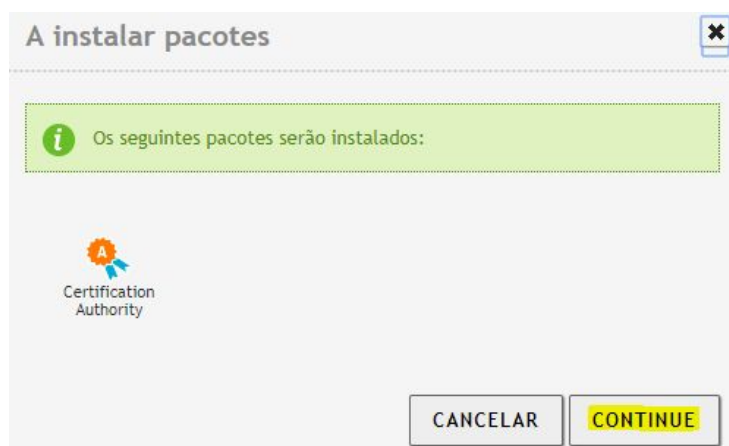 A instalar pacotes
Os seguintes pacotes serão instalados:
A
Certification
Authority
CANCELAR
CONTINUE